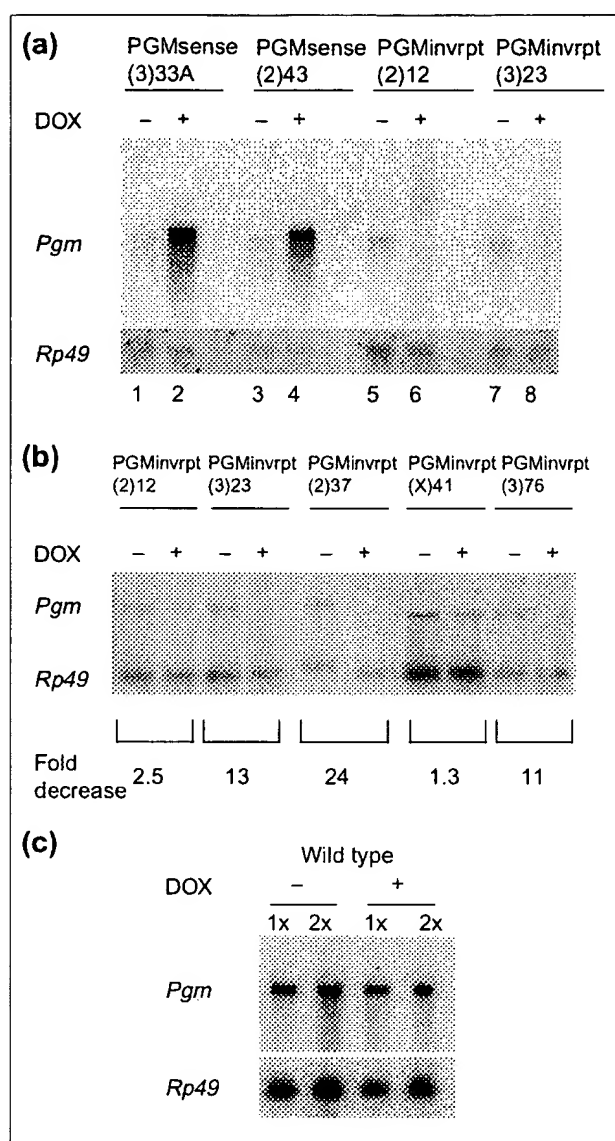 (a)
PGMsense PGMsense PGMinvrpt PGMinvrpt
(3)33A (2)43 (2)12 (3)23
DOX − + − + − + − +
Pgm
Rp49
1 2 3 4 5 6 7 8
(b)
PGMinvrpt PGMinvrpt PGMinvrpt PGMinvrpt PGMinvrpt
(2)12 (3)23 (2)37 (X)41 (3)76
DOX − + − + − + − + − +
Pgm
Rp49
Fold
decrease 2.5 13 24 1.3 11
(c)
Wild type
DOX − +
1x 2x 1x 2x
Pgm
Rp49